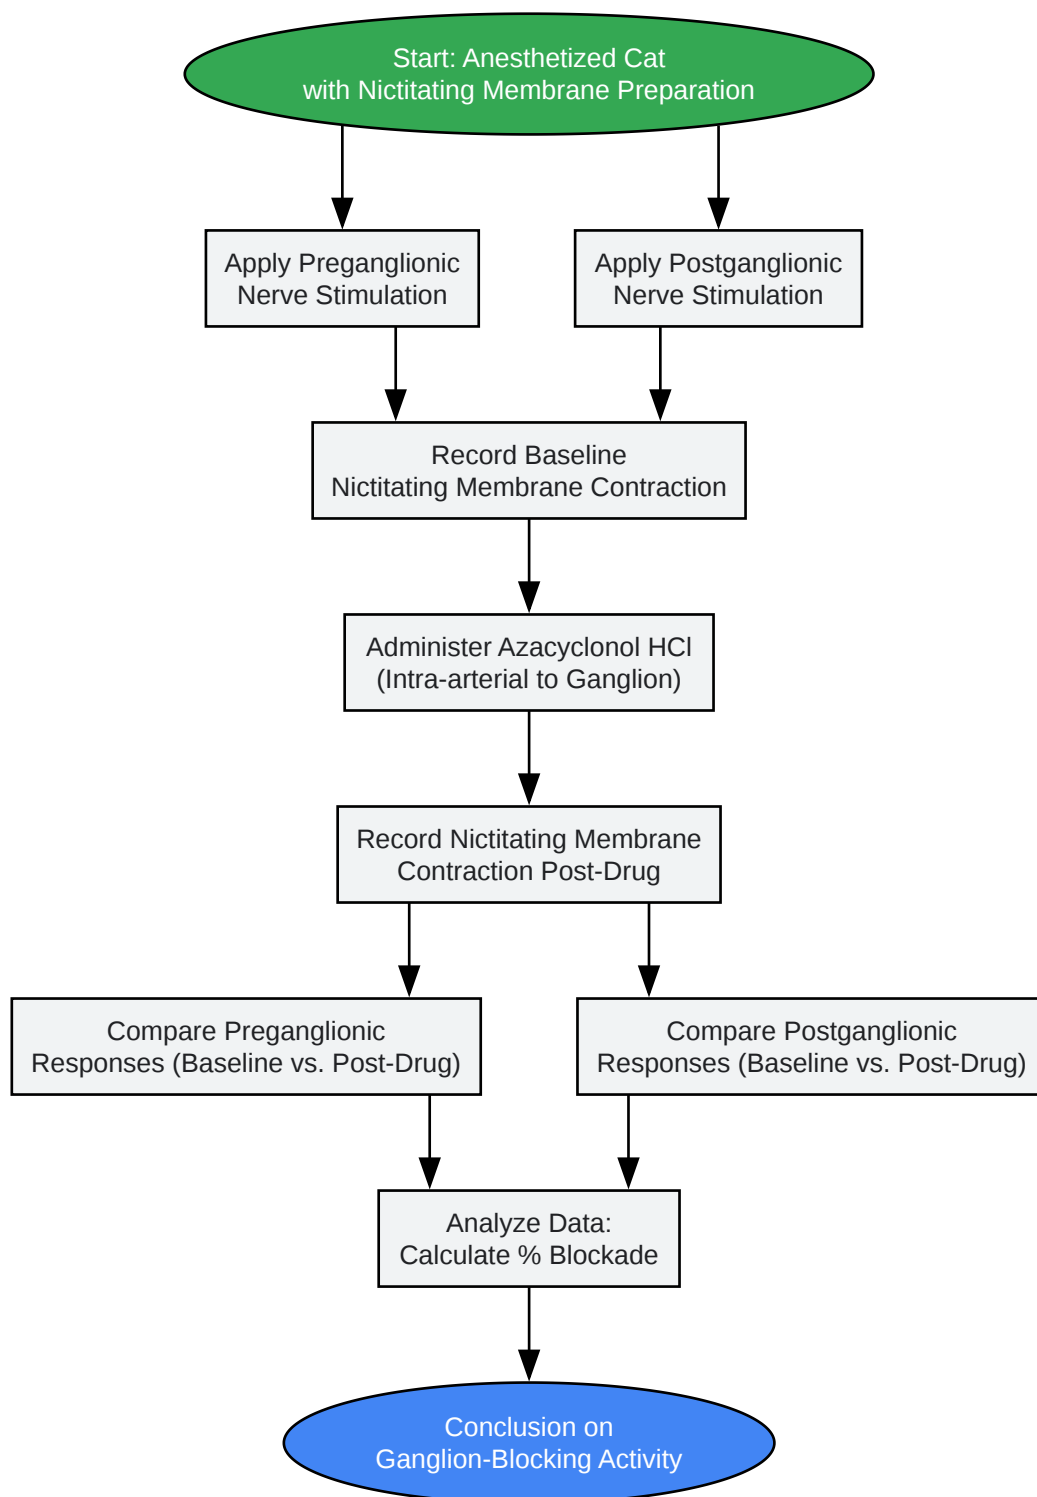 Start: Anesthetized Cat
with Nictitating Membrane Preparation
Apply Preganglionic
Nerve Stimulation
Apply Postganglionic
Nerve Stimulation
Record Baseline
Nictitating Membrane Contraction
Administer Azacyclonol HCl
(Intra-arterial to Ganglion)
Record Nictitating Membrane
Contraction Post-Drug
Compare Preganglionic
Responses (Baseline vs. Post-Drug)
Compare Postganglionic
Responses (Baseline vs. Post-Drug)
Analyze Data:
Calculate % Blockade
Conclusion on
Ganglion-Blocking Activity